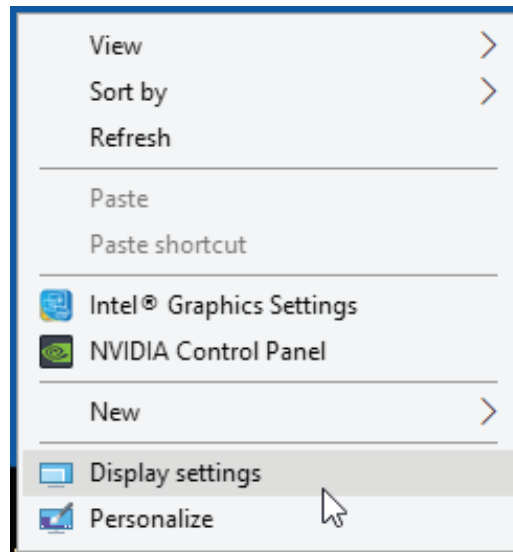 View
Sort by
Refresh
Paste
Paste shortcut
Intel® Graphics Settings
NVIDIA Control Panel
New
Display settings
Personalize